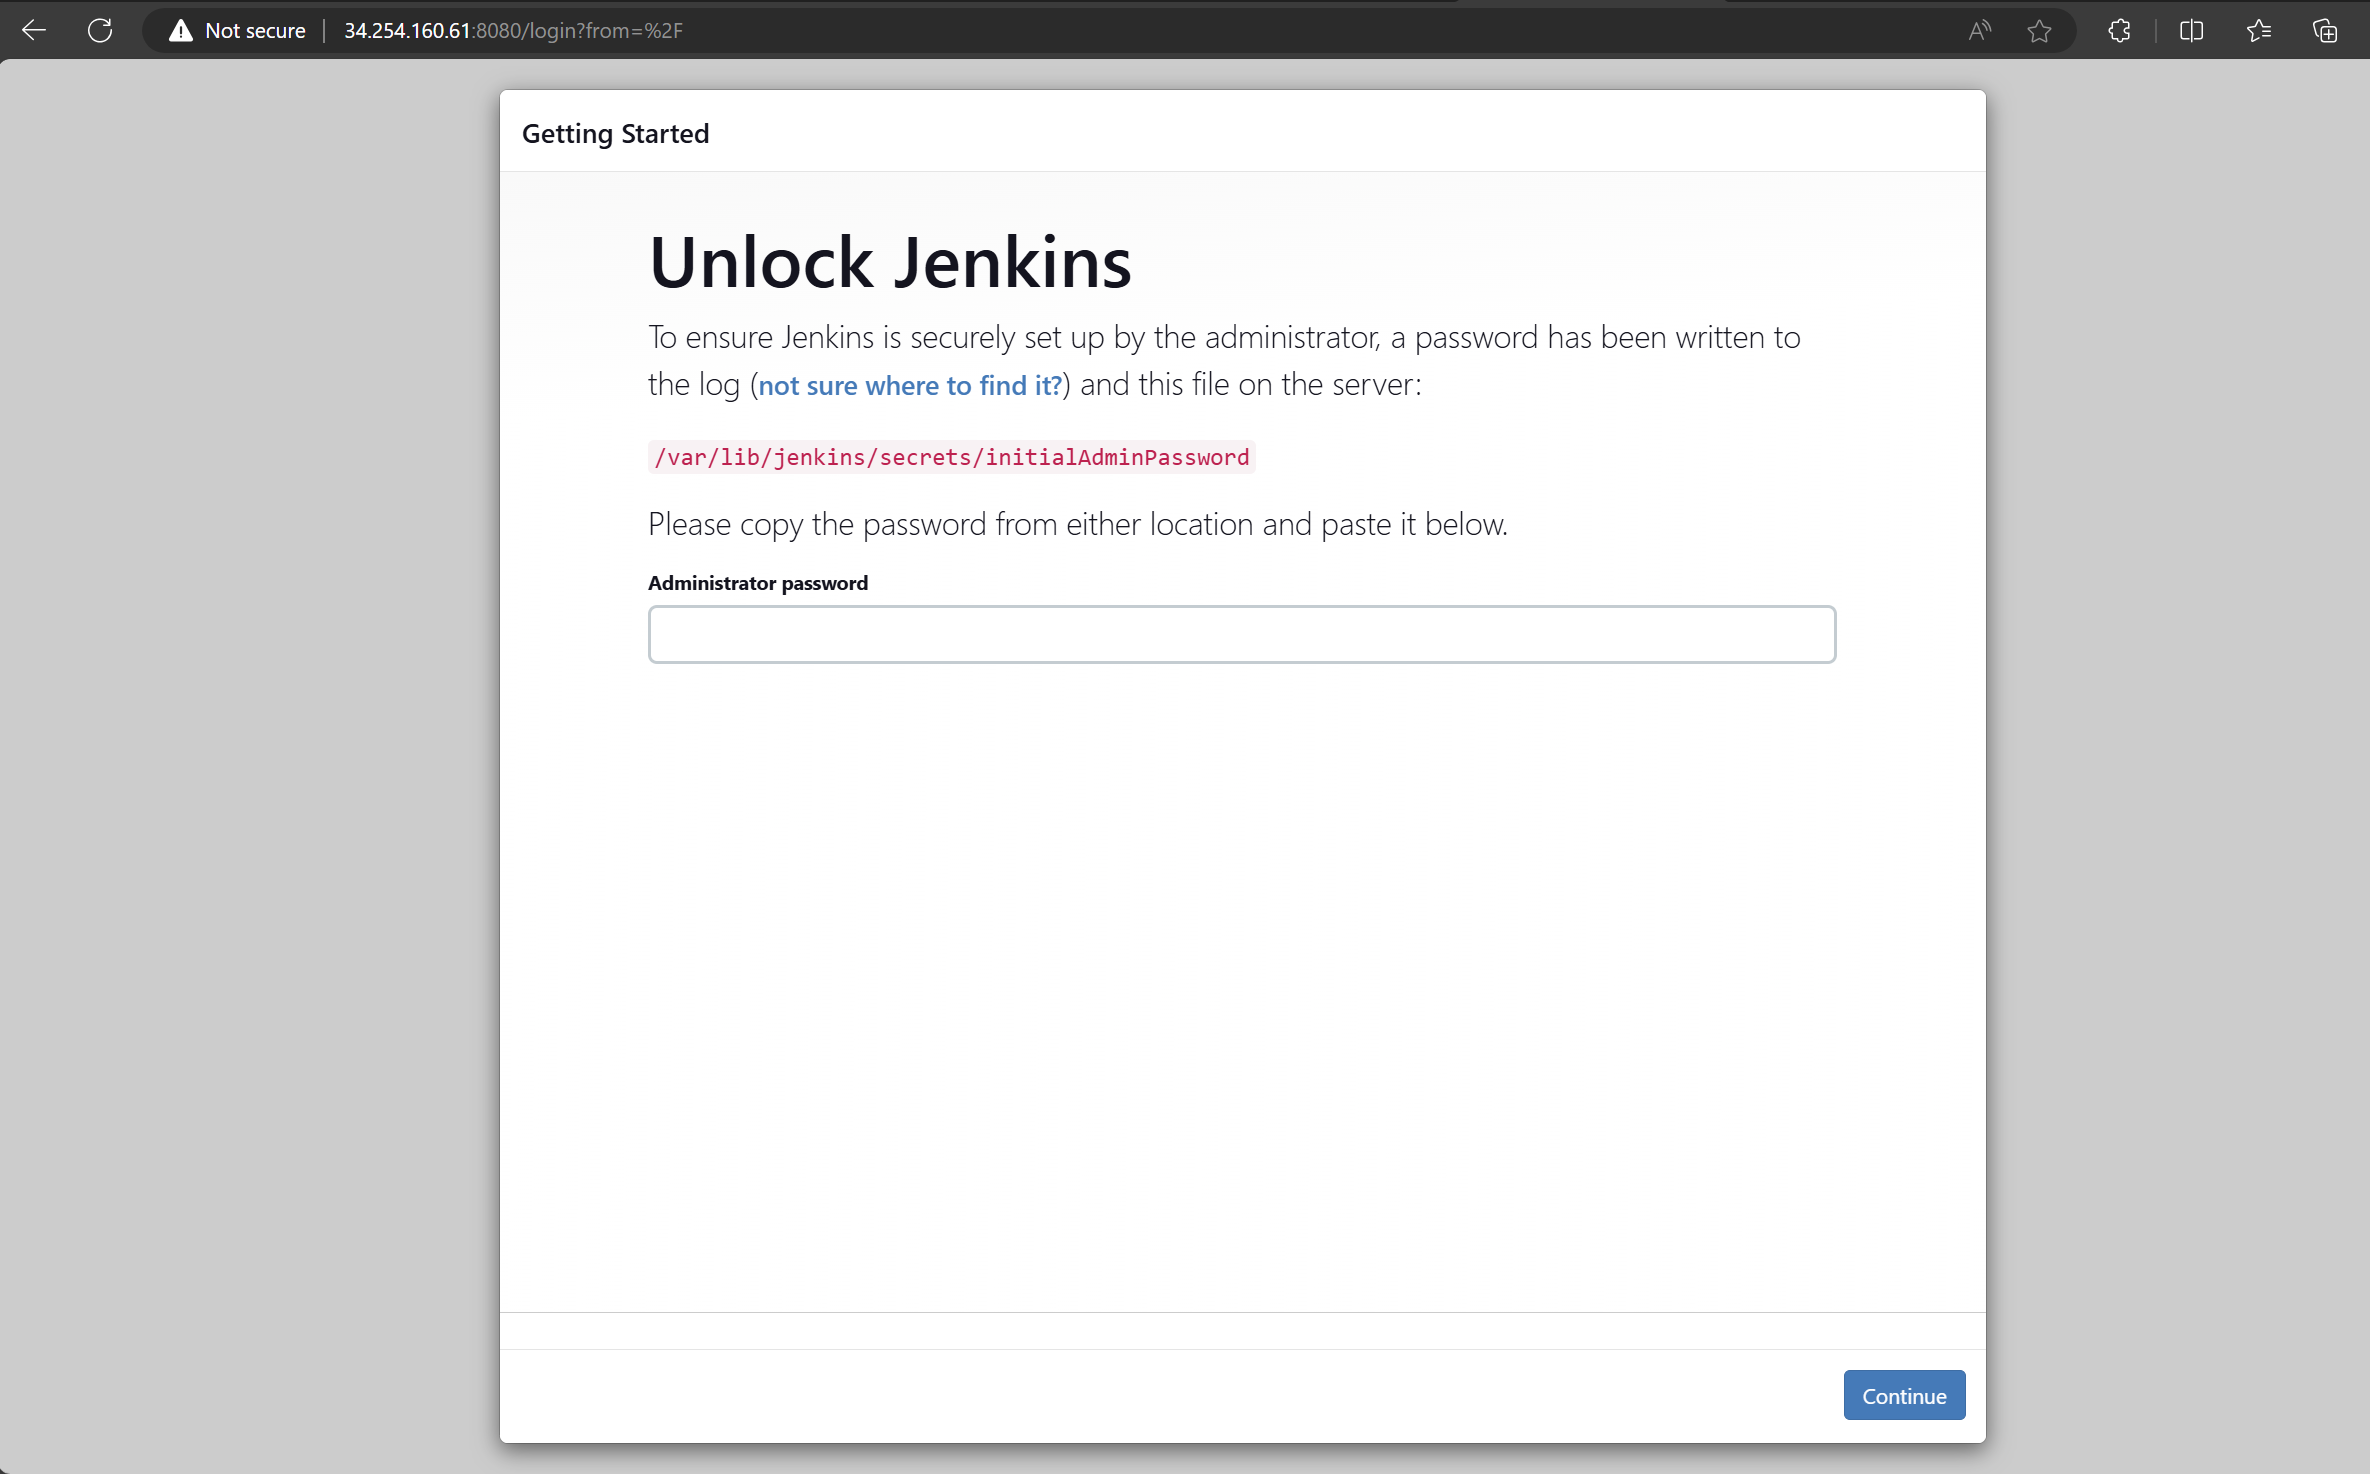 Not secure | 34.254.160.61:8080/login?from=%2F
Getting Started
Unlock Jenkins
To ensure Jenkins is securely set up by the administrator, a password has been written to
the log (not sure where to find it?) and this file on the server:
/var/lib/jenkins/secrets/initialAdminPassword
Please copy the password from either location and paste it below.
Administrator password
Continue